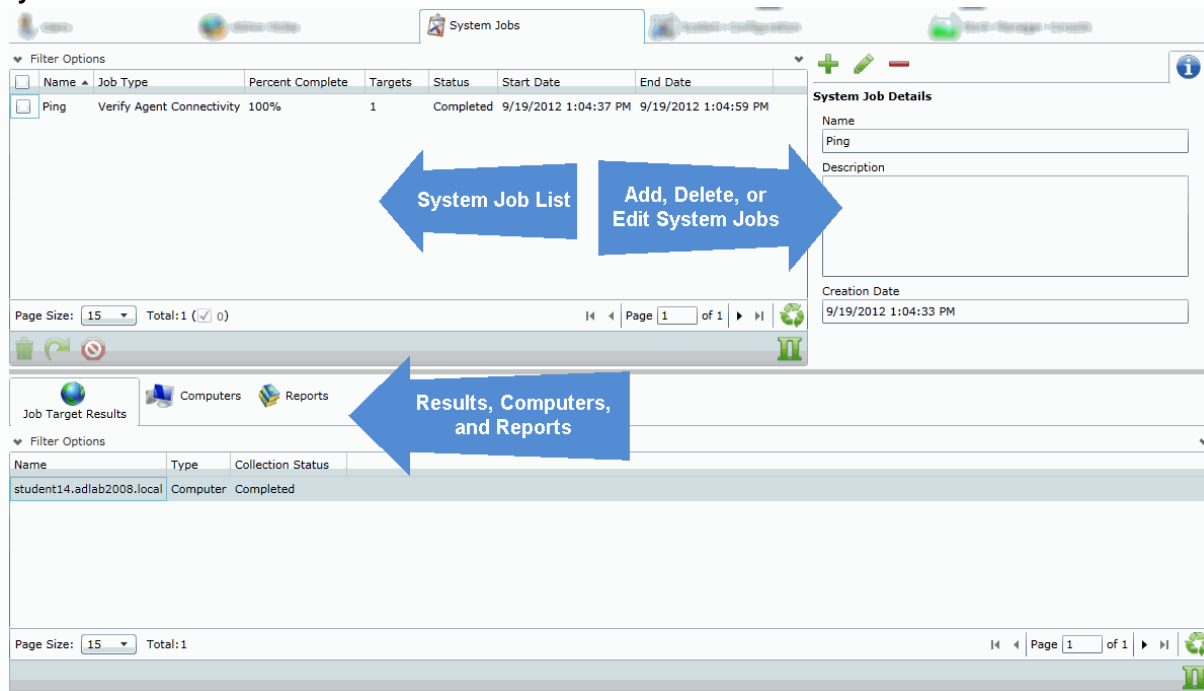 System Jobs
Filter Options
Name Job Type Percent Complete Targets Status Start Date End Date
Ping Verify Agent Connectivity 100% 1 Completed 9/19/2012 1:04:37 PM 9/19/2012 1:04:59 PM
System Job Details
Name
Ping
Description
System Job List
Add, Delete, or
Edit System Jobs
Creation Date
9/19/2012 1:04:33 PM
Page Size: 15 Total:1 (0) Page 1 of 1
Job Target Results
Computers
Reports
Results, Computers,
and Reports
Filter Options
Name Type Collection Status
student14.adlab2008.local Computer Completed
Page Size: 15 Total:1 Page 1 of 1